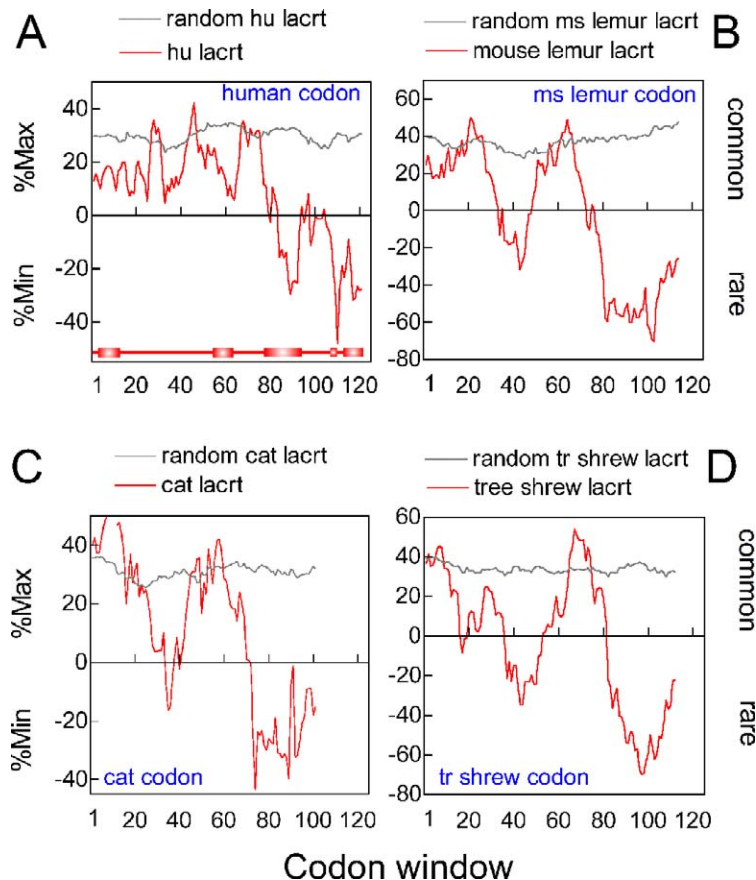 A
random hu lacrt
hu lacrt
human codon
%Max
%Min
40
20
0
-20
-40
1 20 40 60 80 100 120
B
random ms lemur lacrt
mouse lemur lacrt
ms lemur codon
common
rare
60
40
20
0
-20
-40
-60
-80
1 20 40 60 80 100 120
C
random cat lacrt
cat lacrt
%Max
%Min
40
20
0
-20
-40
cat codon
1 20 40 60 80 100 120
D
random tr shrew lacrt
tree shrew lacrt
common
rare
60
40
20
0
-20
-40
-60
-80
tr shrew codon
1 20 40 60 80 100 120
Codon window